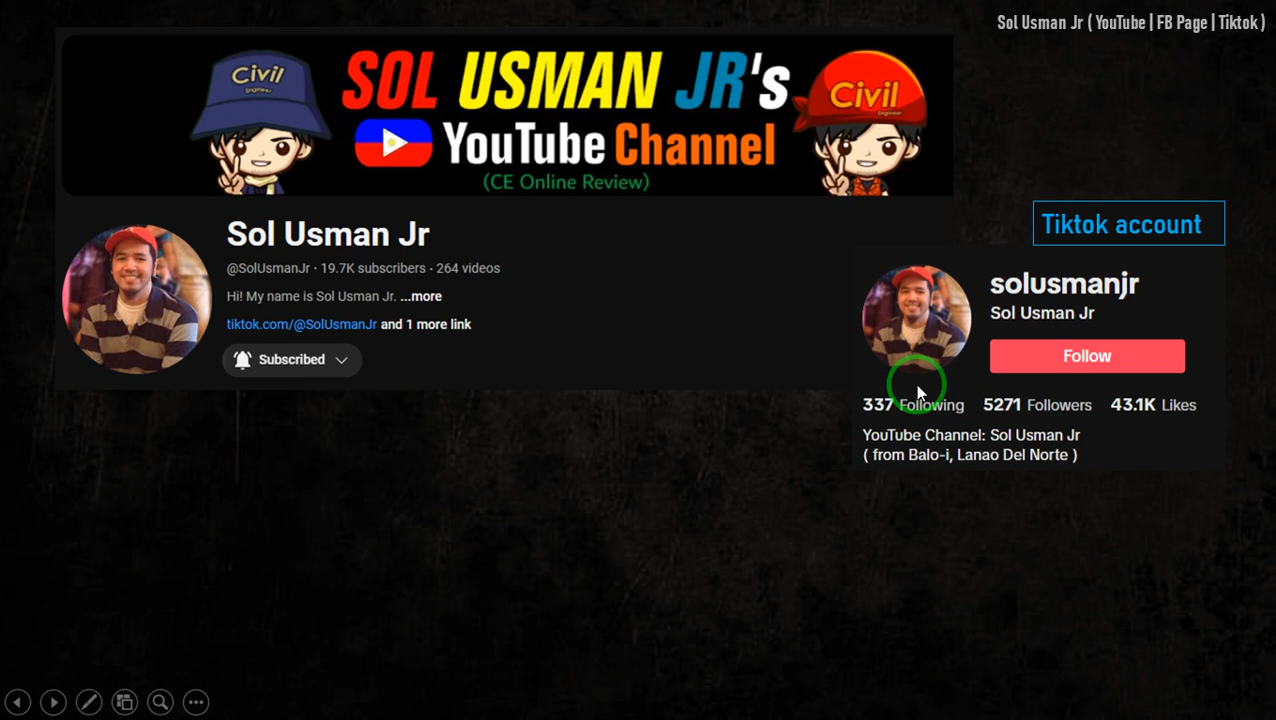 Sol Usman Jr ( YouTube | FB Page | Tiktok )
Civil
Engineer
SOL USMAN JR's
YouTube Channel
(CE Online Review)
Civil
Engineer
Sol Usman Jr
@SolUsmanJr · 19.7K subscribers · 264 videos
Hi! My name is Sol Usman Jr. ...more
tiktok.com/@SolUsmanJr and 1 more link
Subscribed
Tiktok account
solusmanjr
Sol Usman Jr
Follow
337 Following 5271 Followers 43.1K Likes
YouTube Channel: Sol Usman Jr
( from Balo-i, Lanao Del Norte )